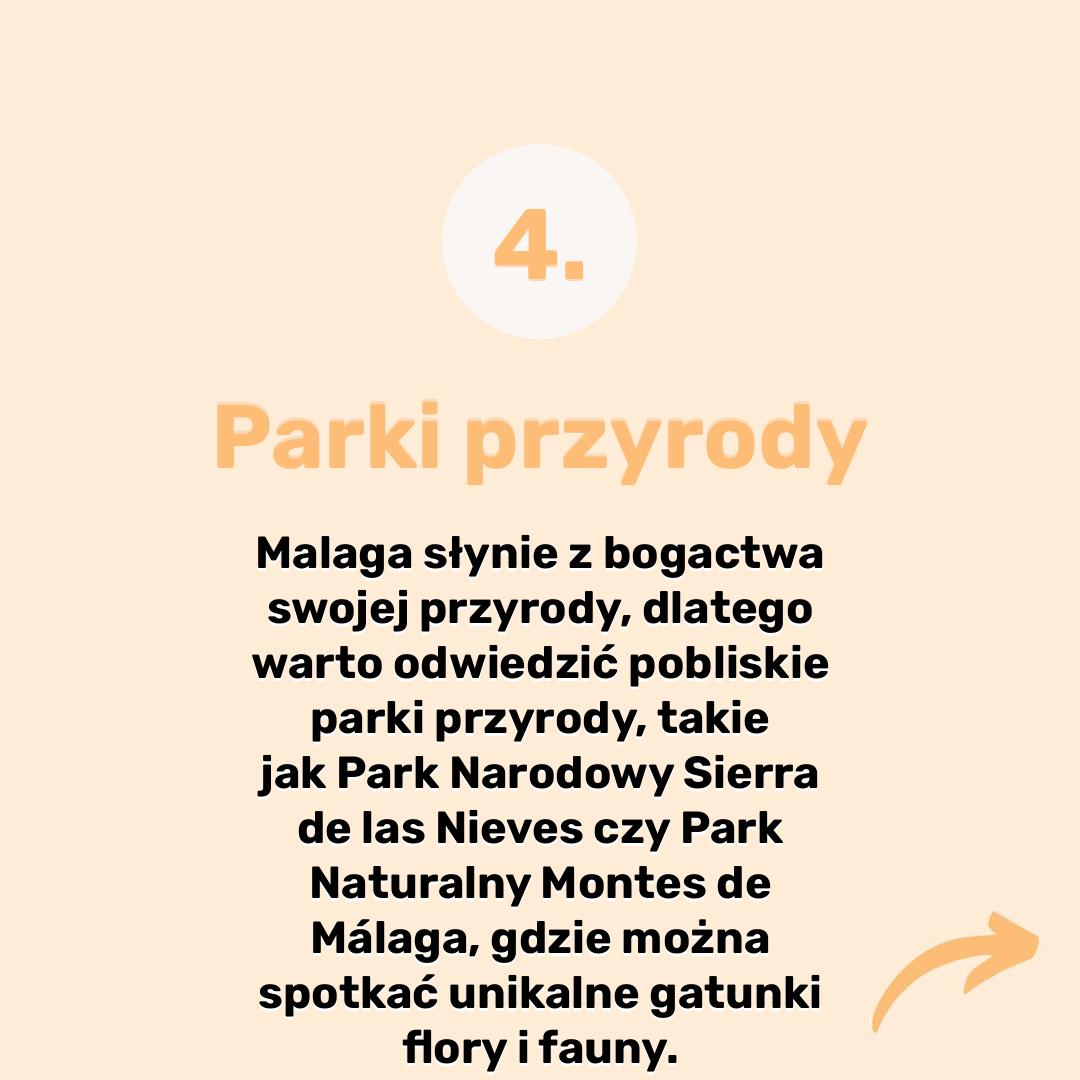 4.
Parki przyrody
Malaga słynie z bogactwa
swojej przyrody, dlatego
warto odwiedzić pobliskie
parki przyrody, takie
jak Park Narodowy Sierra
de las Nieves czy Park
Naturalny Montes de
Málaga, gdzie można
spotkać unikalne gatunki
flory i fauny.